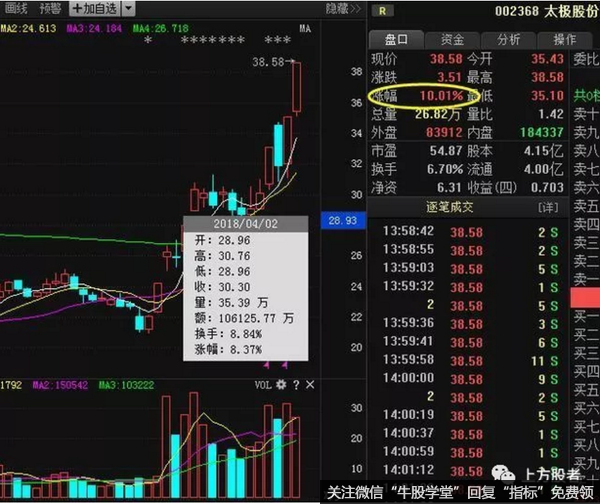 画线 预警 +加自选 隐藏>>
MA2:24.613 MA3:24.184 MA4:26.718 MA
38.58
38
36
34
32
30
28.93
26
24
22
20
2018/04/02
开: 28.96
高: 30.76
低: 28.96
收: 30.30
量: 35.39 万
额: 106125.77 万
换手: 8.84%
涨幅: 8.37%
1792 MA2:150542 MA3:103222 VOL ? ×
30
20
10
R 002368 太极股份
盘口 资金 分析 操作
现价 38.58 今开 35.43
涨跌 3.51 最高 38.58
涨幅 10.01% 最低 35.10
总量 26.82万 量比 1.42
外盘 83912 内盘 184337
市盈 54.87 股本 4.15亿
换手 6.70% 流通 4.00亿
净资 6.31 收益(四) 0.703
逐笔成交 [详]
13:58:42 38.58 2 S
13:58:55 38.58 2 S
13:59:03 38.58 5 S
13:59:32 38.58 1 S
2 38.58 5 S
13:59:36 38.58 3 S
13:59:41 38.58 6 S
13:59:58 38.58 11 S
14:00:00 38.58 9 S
2 38.58 2 S
14:00:19 38.58 5 S
14:00:37 38.58 1 S
14:00:59 38.58 1 S
14:01:12 38.58
委比
共0
卖十
卖九
卖八
卖七
卖六
卖五
卖四
卖三
卖二
卖一
买一
买二
买三
买四
买五
买六
买七
上方股者
关注微信“牛股学堂”回复“指标”免费领